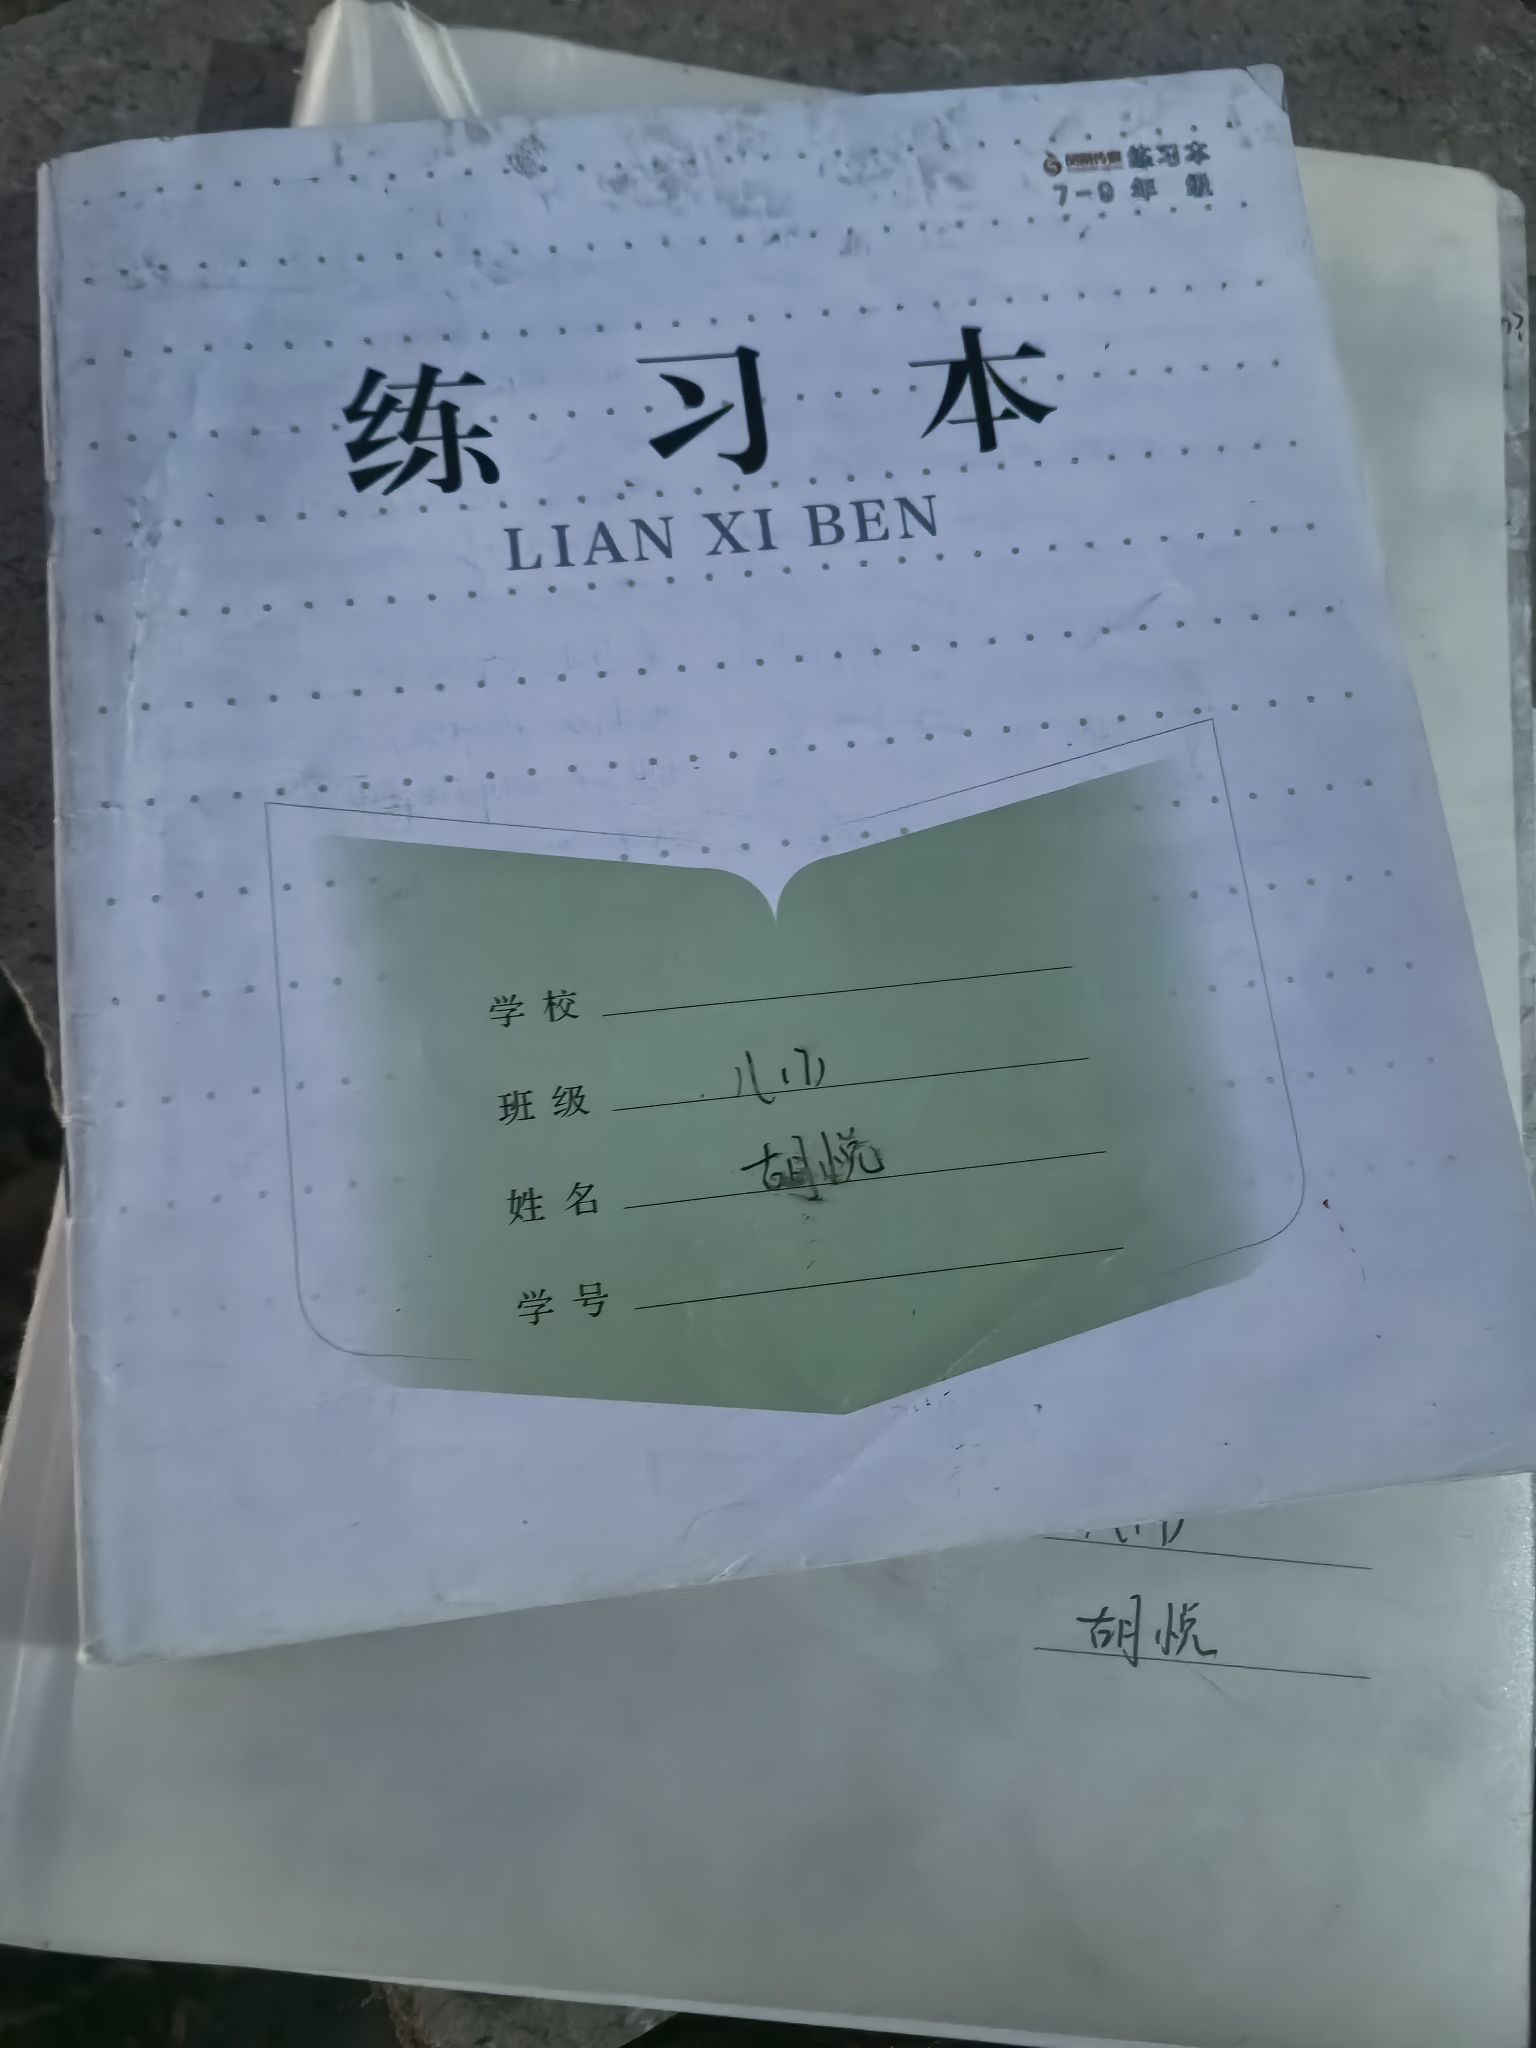 练习本
7-9 年 级
练 习 本
LIAN XI BEN
学 校
班 级 八(7)
姓 名 胡悦
学 号
胡悦